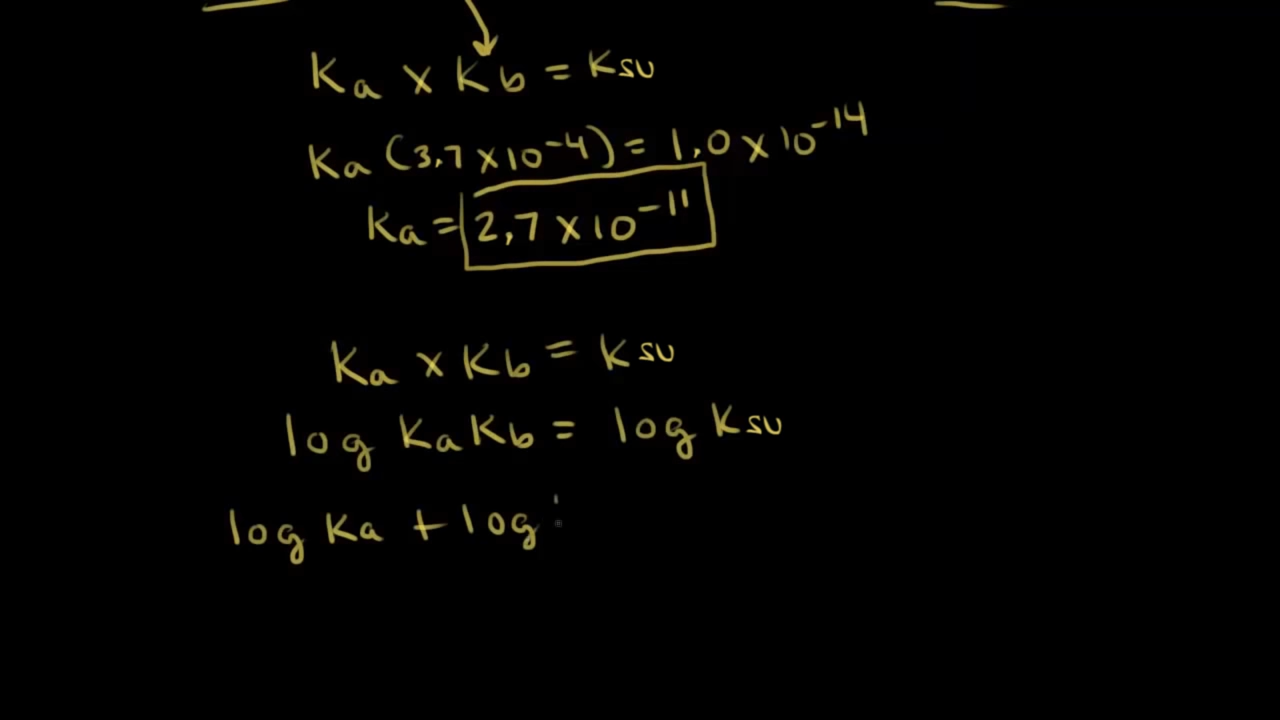 Ka x Kb = Ksu
Ka (3,7 x 10⁻⁴) = 1,0 x 10⁻¹⁴
Ka = 2,7 x 10⁻¹¹
Ka x Kb = Ksu
log KaKb = log Ksu
log Ka + log